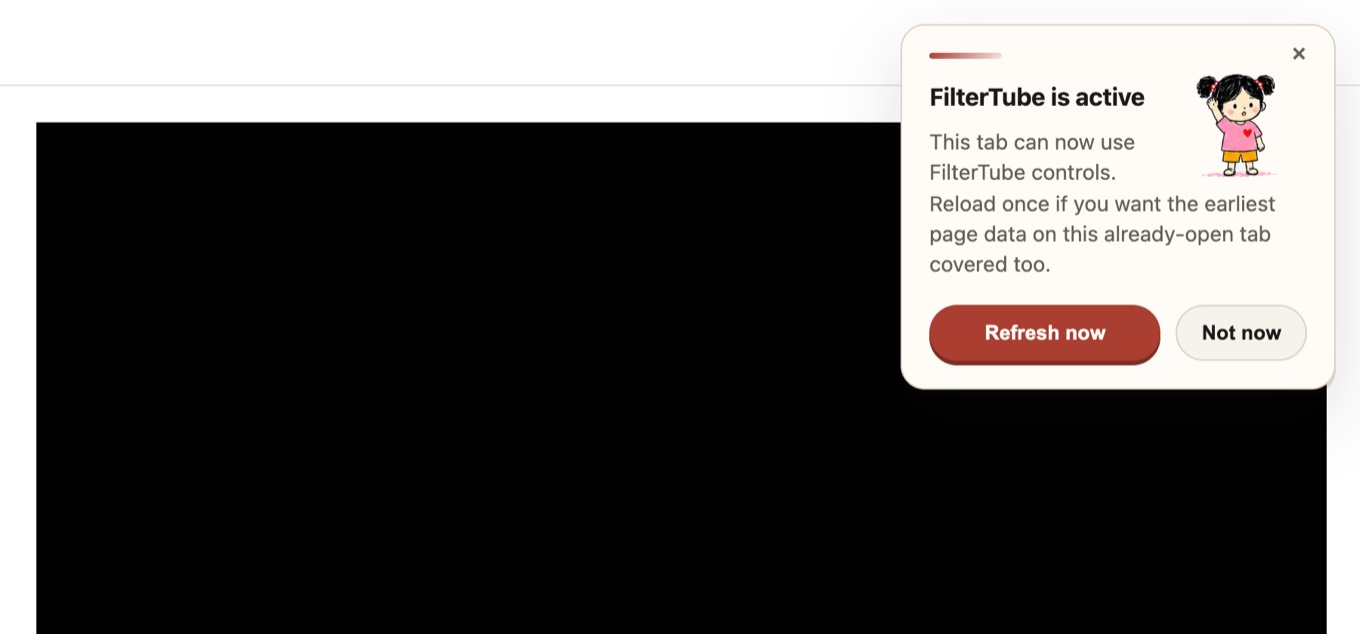 FilterTube is active
This tab can now use
FilterTube controls.
Reload once if you want the earliest
page data on this already-open tab
covered too.
Refresh now
Not now